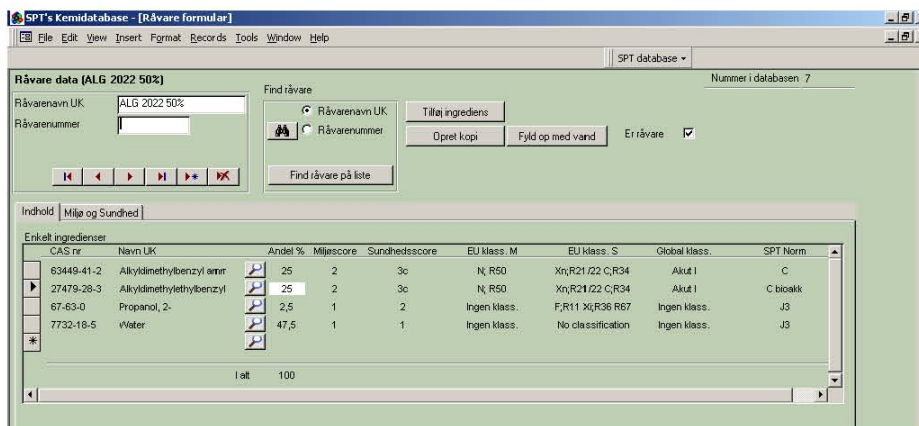 SPT's Kemidatabase - [Råvare formular]
File Edit View Insert Format Records Tools Window Help
SPT database
Råvare data (ALG 2022 50%)
Nummer i databasen 7
Find råvare
Råvarenavn UK ALG 2022 50%
Råvarenavn UK
Tilføj ingrediens
Råvarenummer
Råvarenummer
Opret kopi
Fyld op med vand
Er råvare
Find råvare på liste
Indhold Miljø og Sundhed
Enkelt ingredienser
CAS nr Navn UK Andel % Miljøscore Sundhedsscore EU klass. M EU klass. S Global klass. SPT Norm
63449-41-2 Alkyldimethylbenzyl amm 25 2 3c N; R50 Xn;R21/22 C;R34 Akut I C
27479-28-3 Alkyldimethylethylbenzyl 25 2 3c N; R50 Xn;R21/22 C;R34 Akut I C bioakk
67-63-0 Propanol, 2- 2,5 1 2 Ingen klass. F;R11 Xi;R36 R67 Ingen klass. J3
7732-18-5 Water 47,5 1 1 Ingen klass. No classification Ingen klass. J3
I alt 100